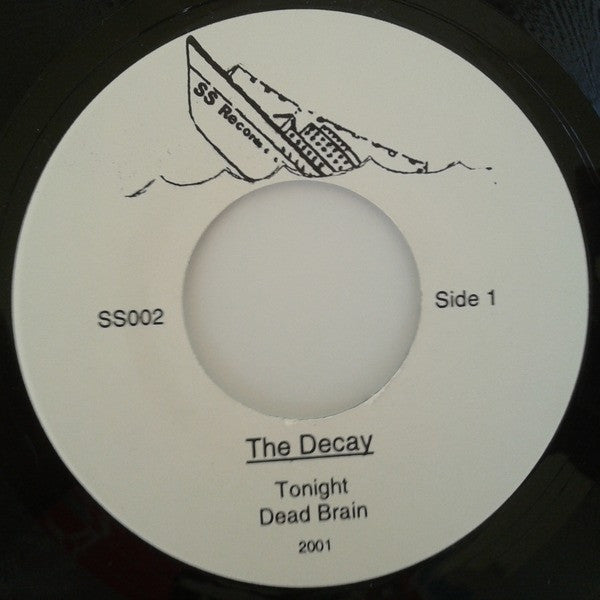 SS Records
SS002
Side 1
The Decay
Tonight
Dead Brain
2001